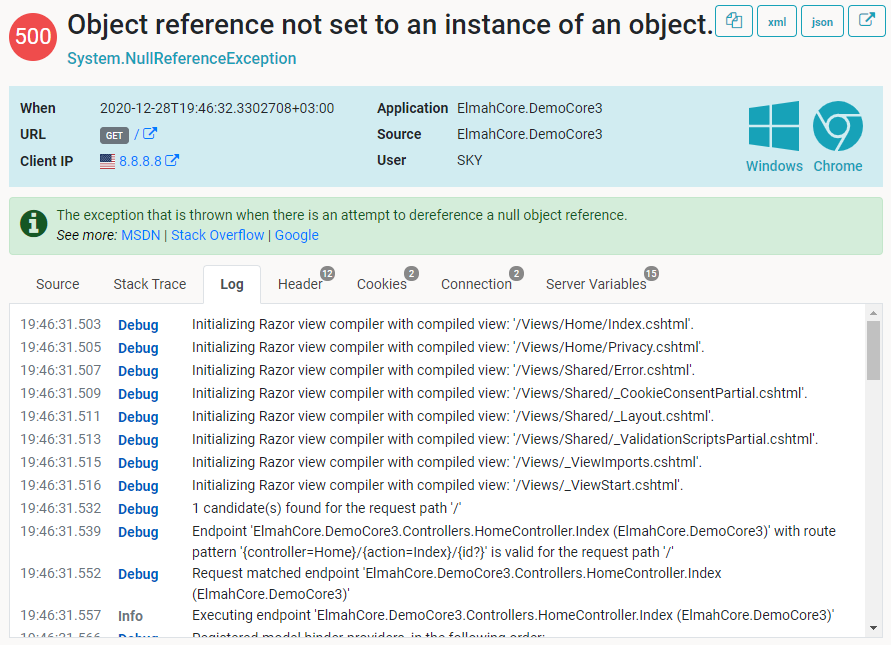 500 Object reference not set to an instance of an object. xml json
System.NullReferenceException
When 2020-12-28T19:46:32.3302708+03:00 Application ElmahCore.DemoCore3
URL GET / Source ElmahCore.DemoCore3
Client IP 8.8.8.8 User SKY
Windows Chrome
The exception that is thrown when there is an attempt to dereference a null object reference.
See more: MSDN | Stack Overflow | Google
Source Stack Trace Log Header 12 Cookies 2 Connection 2 Server Variables 15
19:46:31.503 Debug Initializing Razor view compiler with compiled view: '/Views/Home/Index.cshtml'.
19:46:31.505 Debug Initializing Razor view compiler with compiled view: '/Views/Home/Privacy.cshtml'.
19:46:31.507 Debug Initializing Razor view compiler with compiled view: '/Views/Shared/Error.cshtml'.
19:46:31.509 Debug Initializing Razor view compiler with compiled view: '/Views/Shared/_CookieConsentPartial.cshtml'.
19:46:31.511 Debug Initializing Razor view compiler with compiled view: '/Views/Shared/_Layout.cshtml'.
19:46:31.513 Debug Initializing Razor view compiler with compiled view: '/Views/Shared/_ValidationScriptsPartial.cshtml'.
19:46:31.515 Debug Initializing Razor view compiler with compiled view: '/Views/_ViewImports.cshtml'.
19:46:31.516 Debug Initializing Razor view compiler with compiled view: '/Views/_ViewStart.cshtml'.
19:46:31.532 Debug 1 candidate(s) found for the request path '/'
19:46:31.539 Debug Endpoint 'ElmahCore.DemoCore3.Controllers.HomeController.Index (ElmahCore.DemoCore3)' with route
pattern '{controller=Home}/{action=Index}/{id?}' is valid for the request path '/'
19:46:31.552 Debug Request matched endpoint 'ElmahCore.DemoCore3.Controllers.HomeController.Index
(ElmahCore.DemoCore3)'
19:46:31.557 Info Executing endpoint 'ElmahCore.DemoCore3.Controllers.HomeController.Index (ElmahCore.DemoCore3)'
19:46:31.566 Debug Registered model binder providers, in the following order: